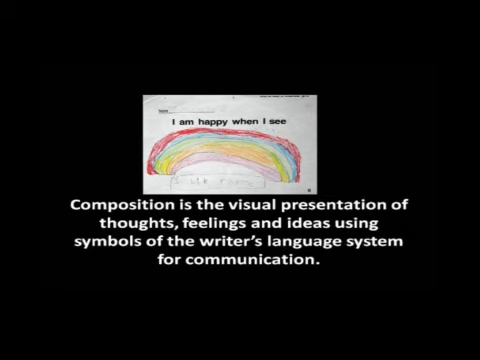 I am happy when I see
Composition is the visual presentation of
thoughts, feelings and ideas using
symbols of the writer's language system
for communication.